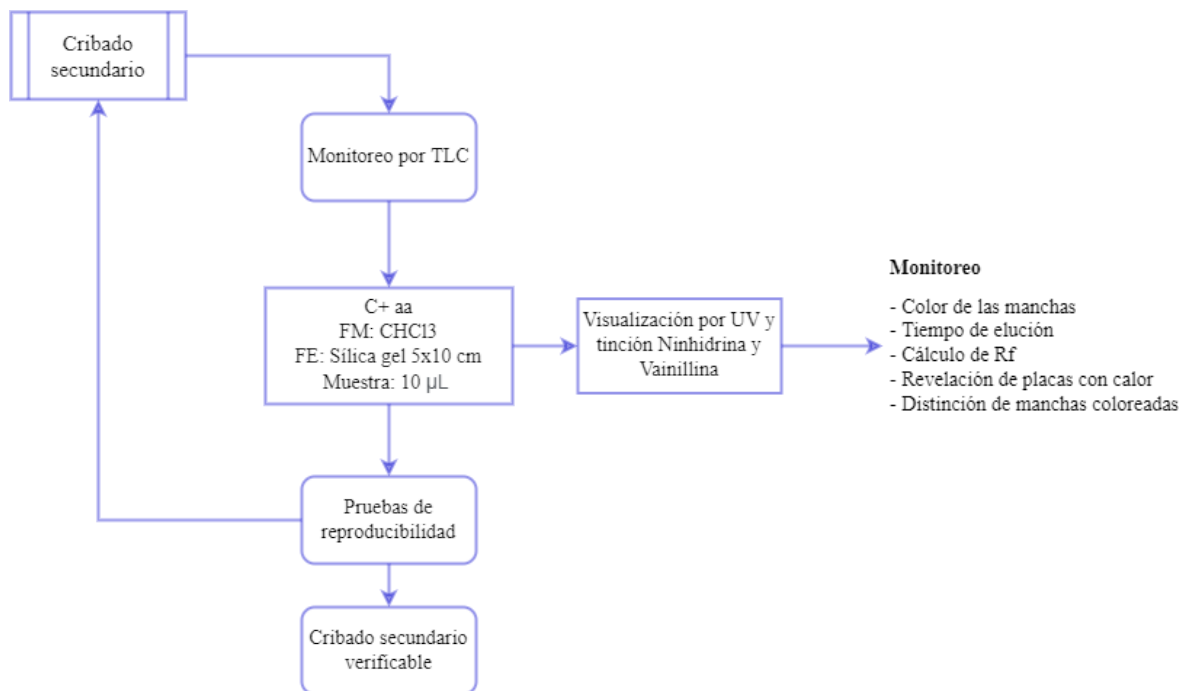 Cribado
secundario
Monitoreo por TLC
C+ aa
FM: CHCl3
FE: Sílica gel 5x10 cm
Muestra: 10 µL
Visualización por UV y
tinción Ninhidrina y
Vainillina
Monitoreo
- Color de las manchas
- Tiempo de elución
- Cálculo de Rf
- Revelación de placas con calor
- Distinción de manchas coloreadas
Pruebas de
reproducibilidad
Cribado secundario
verificable